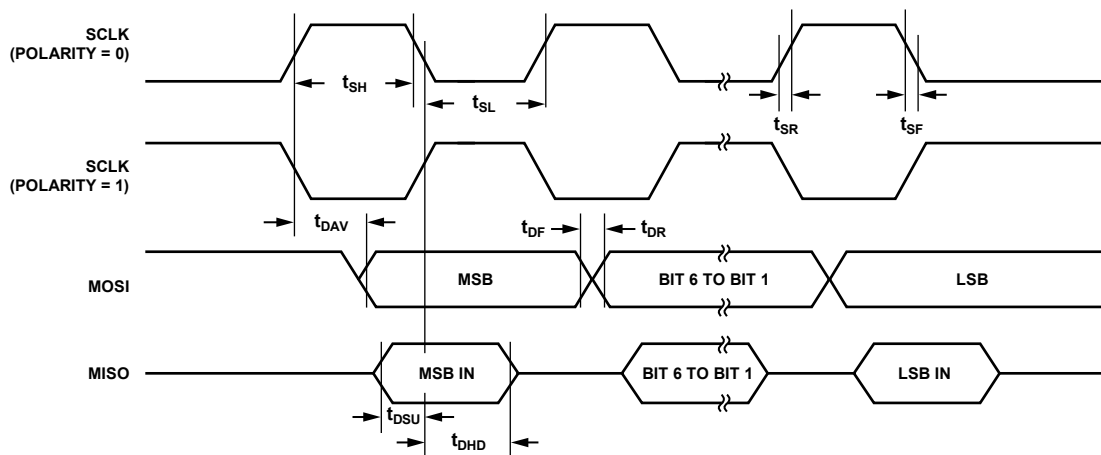 SCLK
(POLARITY = 0)
tSH
tSL
tSR
tSF
SCLK
(POLARITY = 1)
tDAV
tDF
tDR
MOSI
MSB
BIT 6 TO BIT 1
LSB
MISO
MSB IN
BIT 6 TO BIT 1
LSB IN
tDSU
tDHD